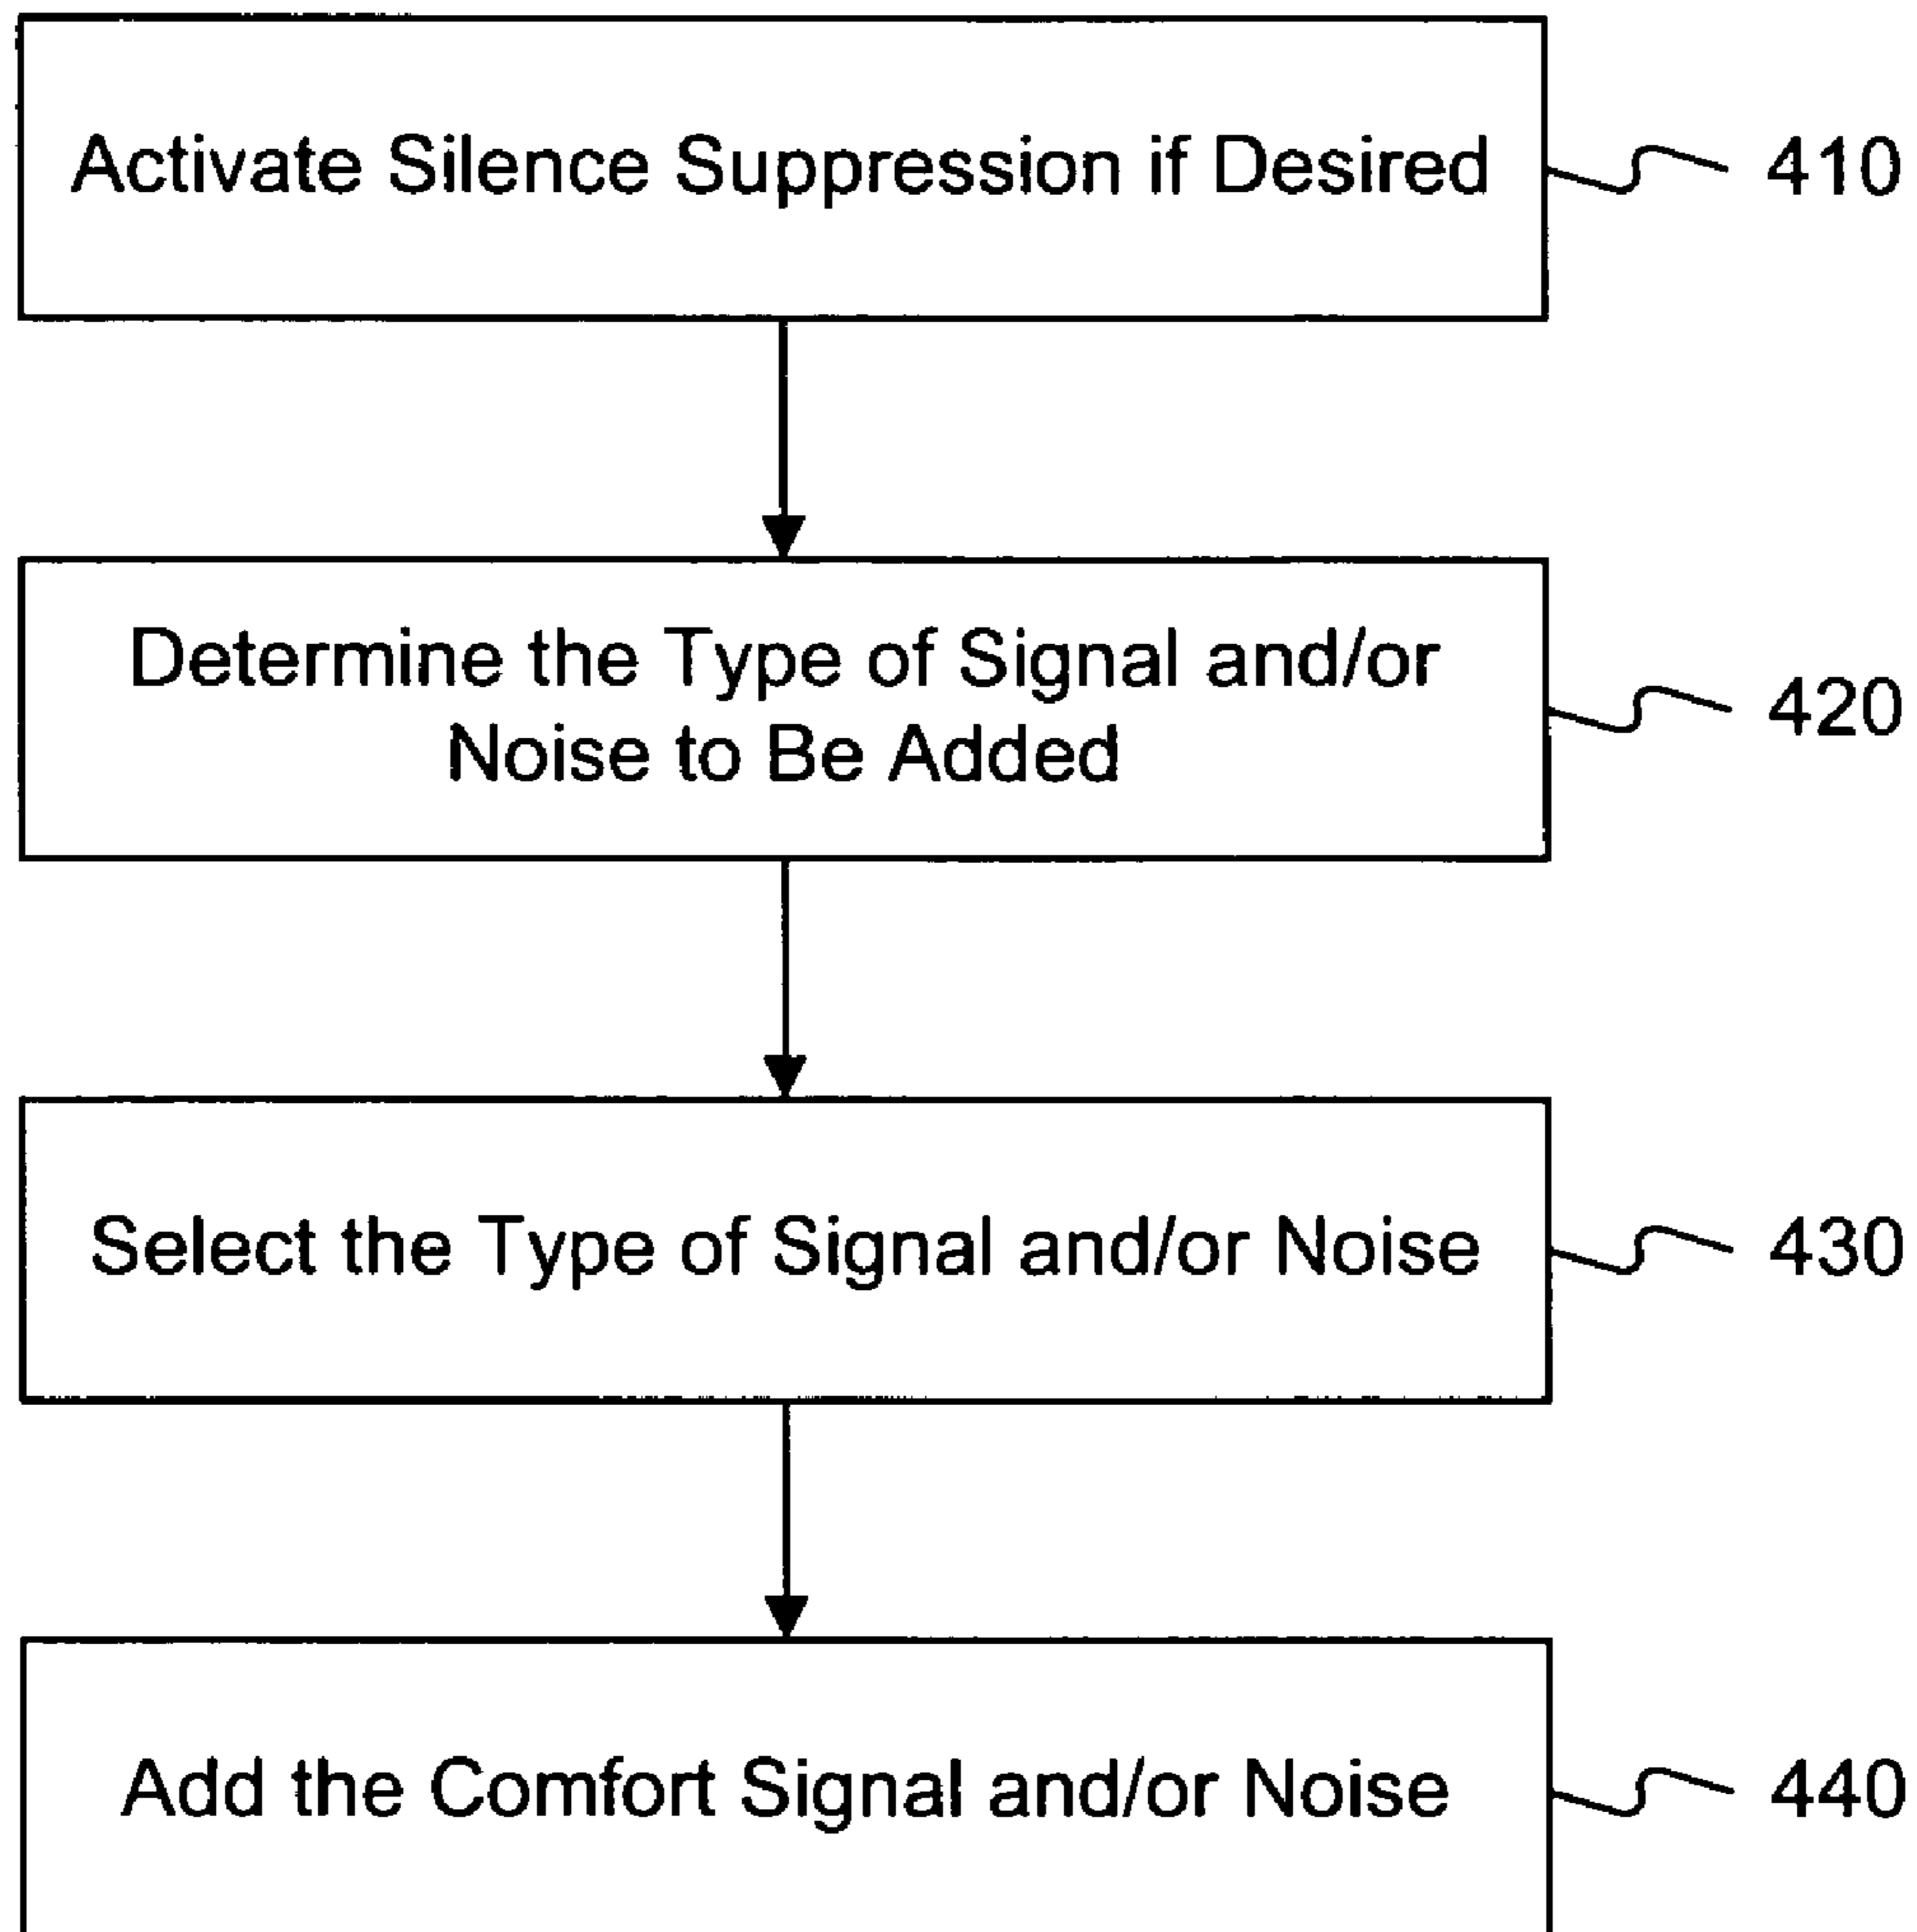 Activate Silence Suppression if Desired
410
Determine the Type of Signal and/or
Noise to Be Added
420
Select the Type of Signal and/or Noise
430
Add the Comfort Signal and/or Noise
440